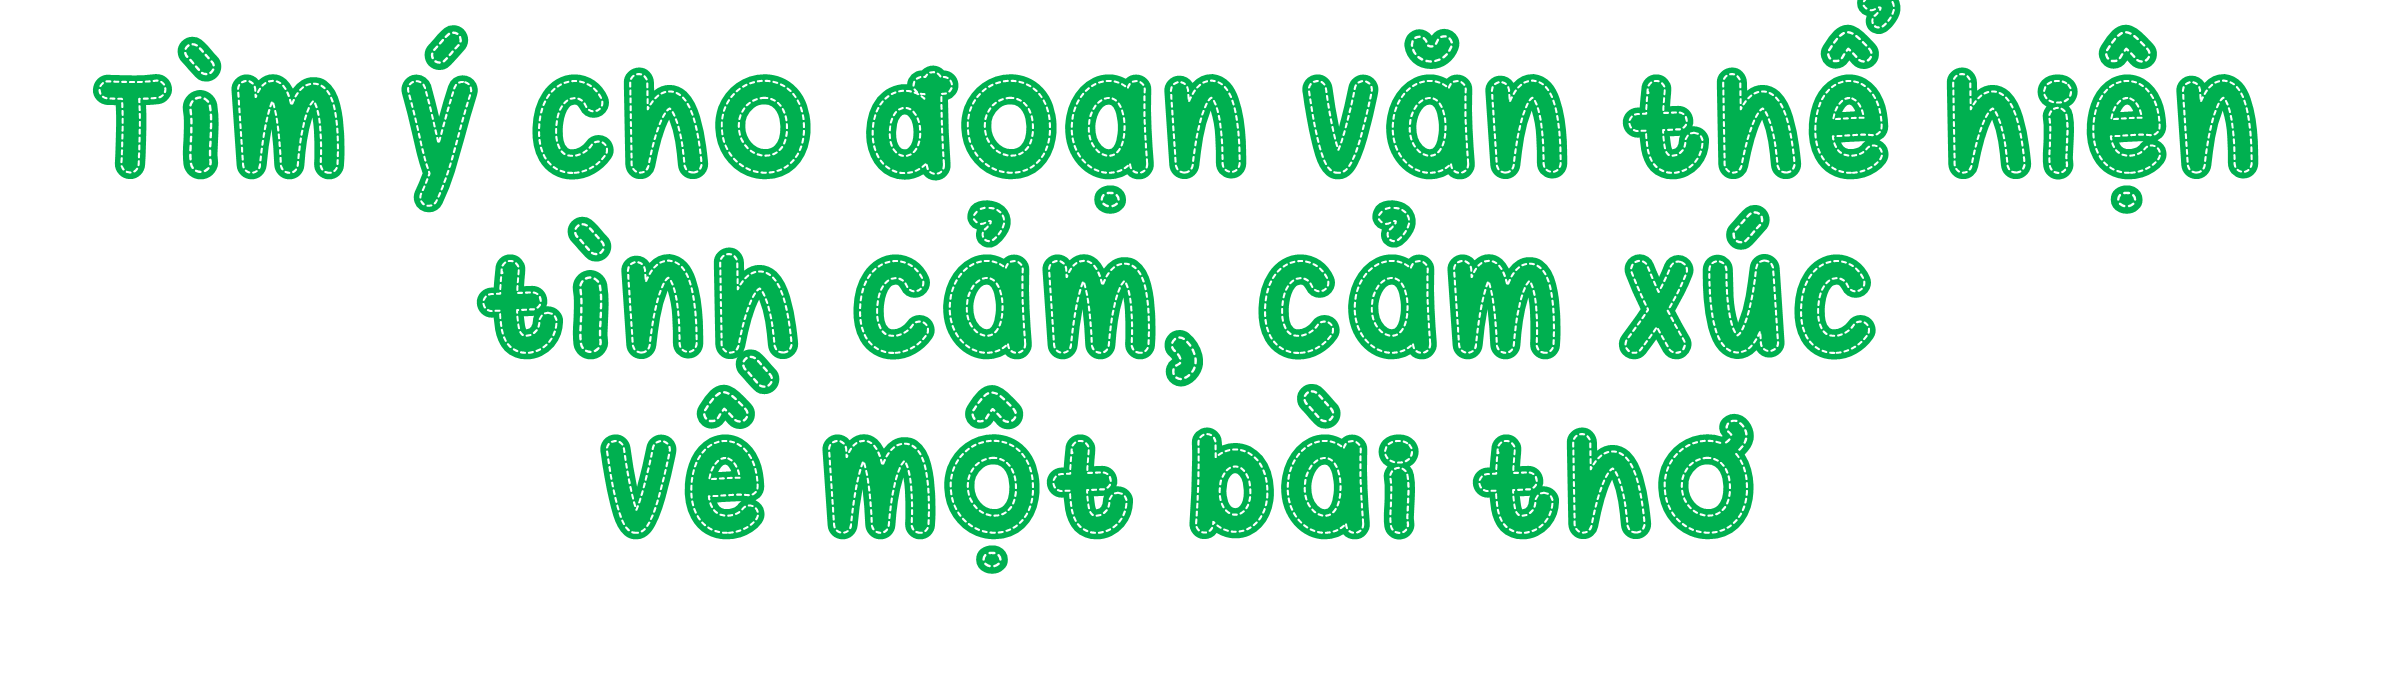 Tìm ý cho đoạn văn thể hiện
tình cảm, cảm xúc
về một bài thơ